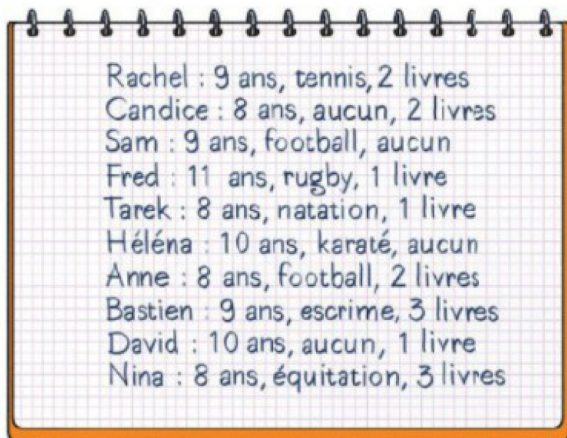 Rachel : 9 ans, tennis, 2 livres
Candice : 8 ans, aucun, 2 livres
Sam : 9 ans, football, aucun
Fred : 11 ans, rugby, 1 livre
Tarek : 8 ans, natation, 1 livre
Héléna : 10 ans, karaté, aucun
Anne : 8 ans, football, 2 livres
Bastien : 9 ans, escrime, 3 livres
David : 10 ans, aucun, 1 livre
Nina : 8 ans, équitation, 3 livres